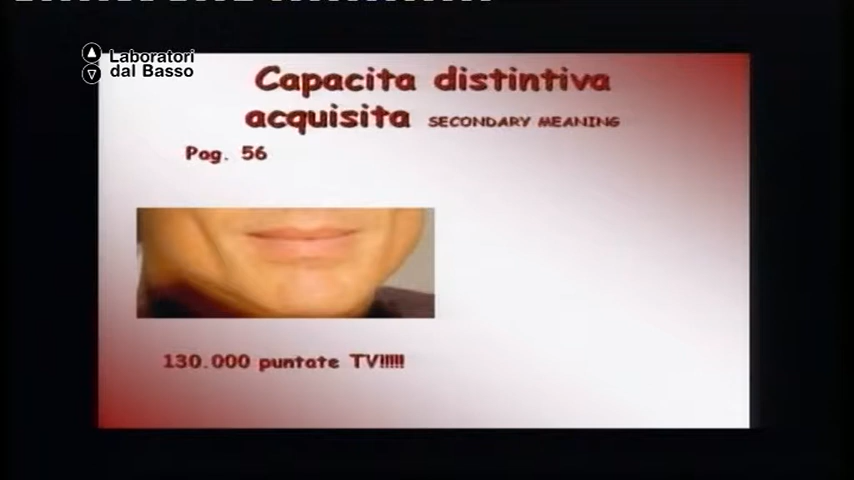 Laboratori
dal Basso
Capacita distintiva
acquisita SECONDARY MEANING
Pag. 56
130.000 puntate TV!!!!!